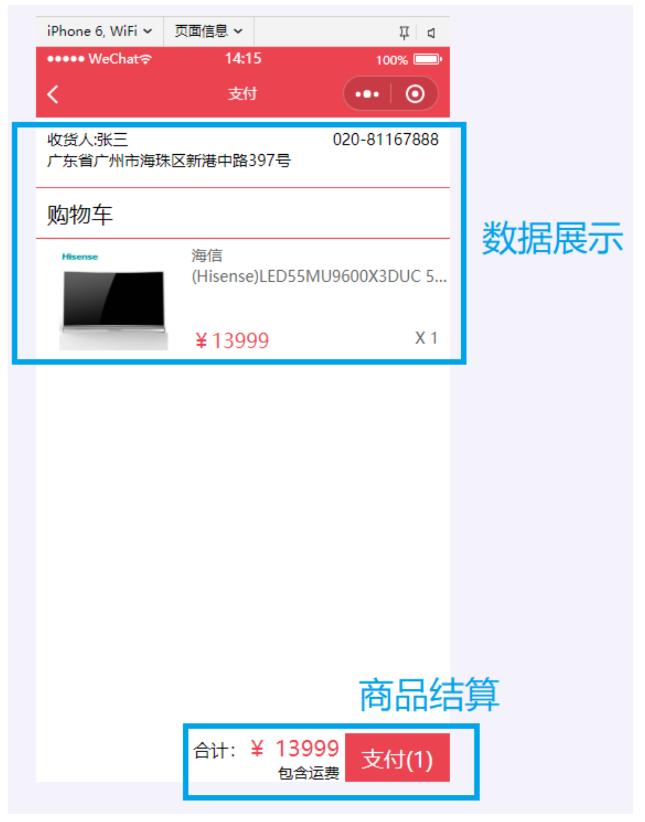 iPhone 6, WiFi 页面信息
WeChat 14:15 100%
支付
收货人:张三 020-81167888
广东省广州市海珠区新港中路397号
购物车
数据展示
Hisense
海信
(Hisense)LED55MU9600X3DUC 5...
¥13999 X 1
商品结算
合计: ¥ 13999
包含运费
支付(1)